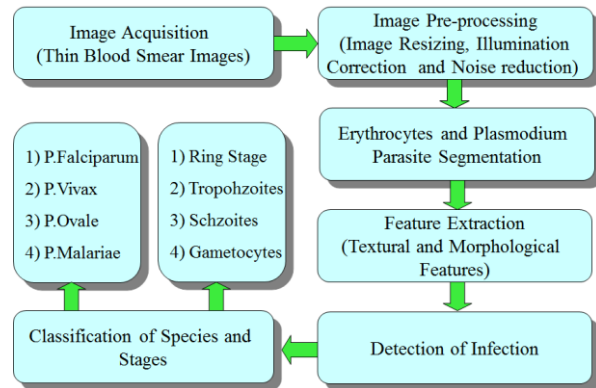 Image Acquisition
(Thin Blood Smear Images)
Image Pre-processing
(Image Resizing, Illumination
Correction and Noise reduction)
Erythrocytes and Plasmodium
Parasite Segmentation
Feature Extraction
(Textural and Morphological
Features)
Detection of Infection
Classification of Species and
Stages
1) P.Falciparum
2) P.Vivax
3) P.Ovale
4) P.Malariae
1) Ring Stage
2) Tropohzoites
3) Schzoites
4) Gametocytes